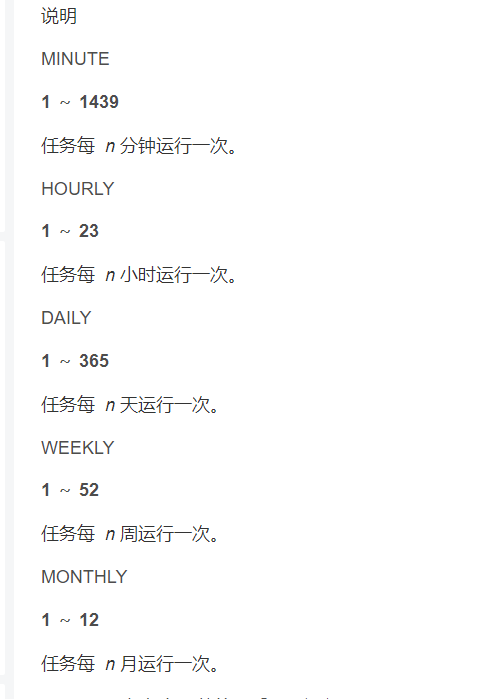 说明
MINUTE
1 ~ 1439
任务每 n 分钟运行一次。
HOURLY
1 ~ 23
任务每 n 小时运行一次。
DAILY
1 ~ 365
任务每 n 天运行一次。
WEEKLY
1 ~ 52
任务每 n 周运行一次。
MONTHLY
1 ~ 12
任务每 n 月运行一次。